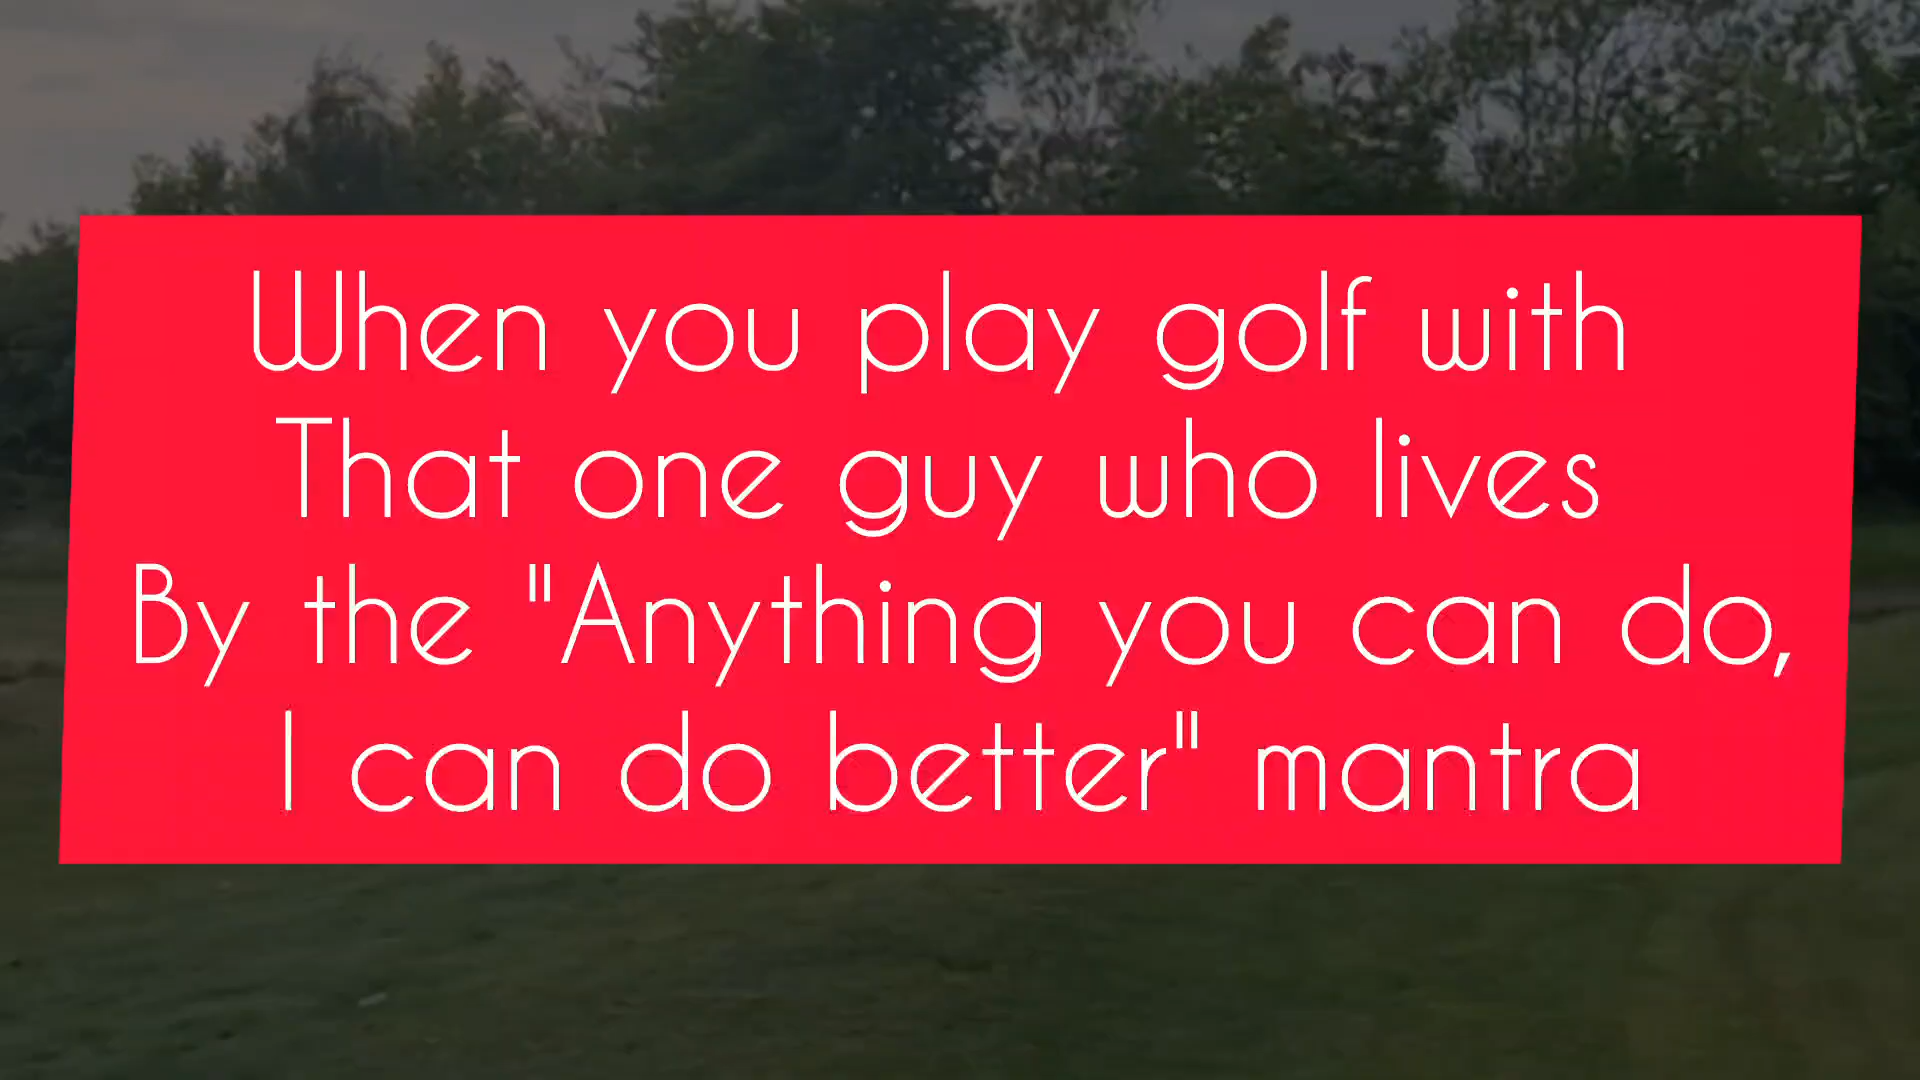 When you play golf with
That one guy who lives
By the "Anything you can do,
I can do better" mantra